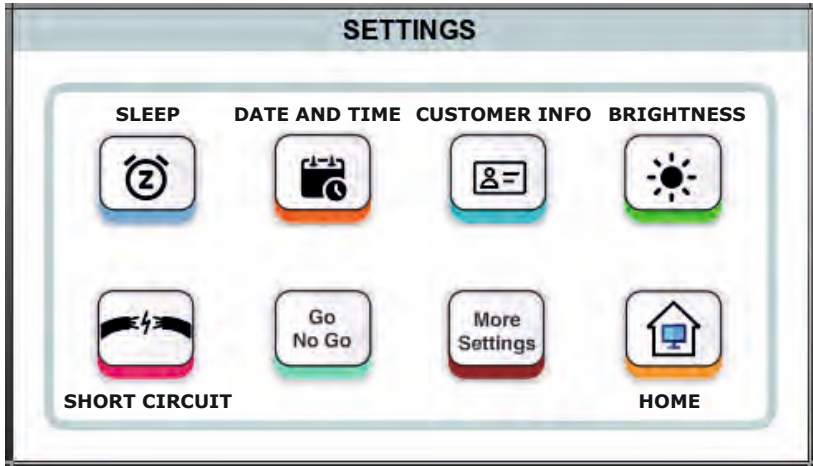 SETTINGS
SLEEP DATE AND TIME CUSTOMER INFO BRIGHTNESS
Z
Go
No Go
More
Settings
SHORT CIRCUIT HOME